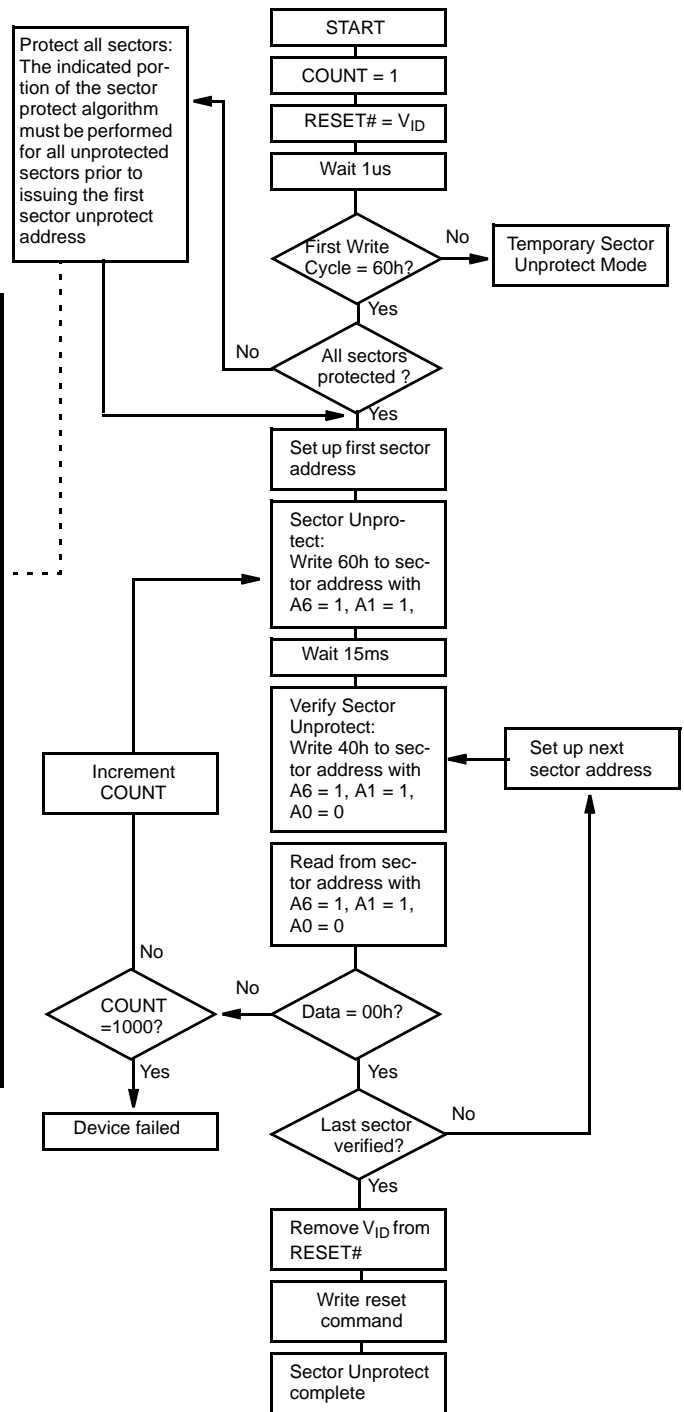 START
COUNT = 1
RESET# = VID
Wait 1us
First Write
Cycle = 60h?
No
Temporary Sector
Unprotect Mode
Yes
Protect all sectors:
The indicated por-
tion of the sector
protect algorithm
must be performed
for all unprotected
sectors prior to
issuing the first
sector unprotect
address
No
All sectors
protected ?
Yes
Set up first sector
address
Sector Unpro-
tect:
Write 60h to sec-
tor address with
A6 = 1, A1 = 1,
Wait 15ms
Verify Sector
Unprotect:
Write 40h to sec-
tor address with
A6 = 1, A1 = 1,
A0 = 0
Set up next
sector address
Increment
COUNT
Read from sec-
tor address with
A6 = 1, A1 = 1,
A0 = 0
No
COUNT
=1000?
No
Data = 00h?
Yes
Yes
Device failed
Last sector
verified?
No
Yes
Remove VID from
RESET#
Write reset
command
Sector Unprotect
complete